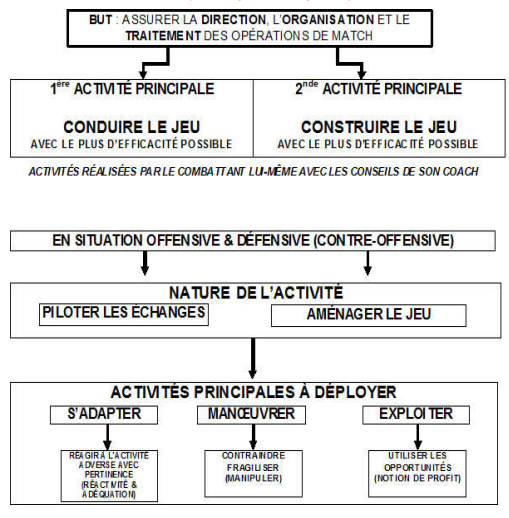 BUT : ASSURER LA DIRECTION, L'ORGANISATION ET LE
TRAITEMENT DES OPÉRATIONS DE MATCH
1ère ACTIVITÉ PRINCIPALE
CONDUIRE LE JEU
AVEC LE PLUS D'EFFICACITÉ POSSIBLE
2nde ACTIVITÉ PRINCIPALE
CONSTRUIRE LE JEU
AVEC LE PLUS D'EFFICACITÉ POSSIBLE
ACTIVITÉS RÉALISÉES PAR LE COMBATTANT LUI-MÊME AVEC LES CONSEILS DE SON COACH
EN SITUATION OFFENSIVE & DÉFENSIVE (CONTRE-OFFENSIVE)
NATURE DE L'ACTIVITÉ
PILOTER LES ÉCHANGES
AMÉNAGER LE JEU
ACTIVITÉS PRINCIPALES À DÉPLOYER
S'ADAPTER
MANŒUVRER
EXPLOITER
RÉAGIR À L'ACTIVITÉ
ADVERSE AVEC
PERTINENCE
(RÉACTIVITÉ &
ADÉQUATION)
CONTRAINDRE
FRAGILISER
(MANIPULER)
UTILISER LES
OPPORTUNITÉS
(NOTION DE PROFIT)